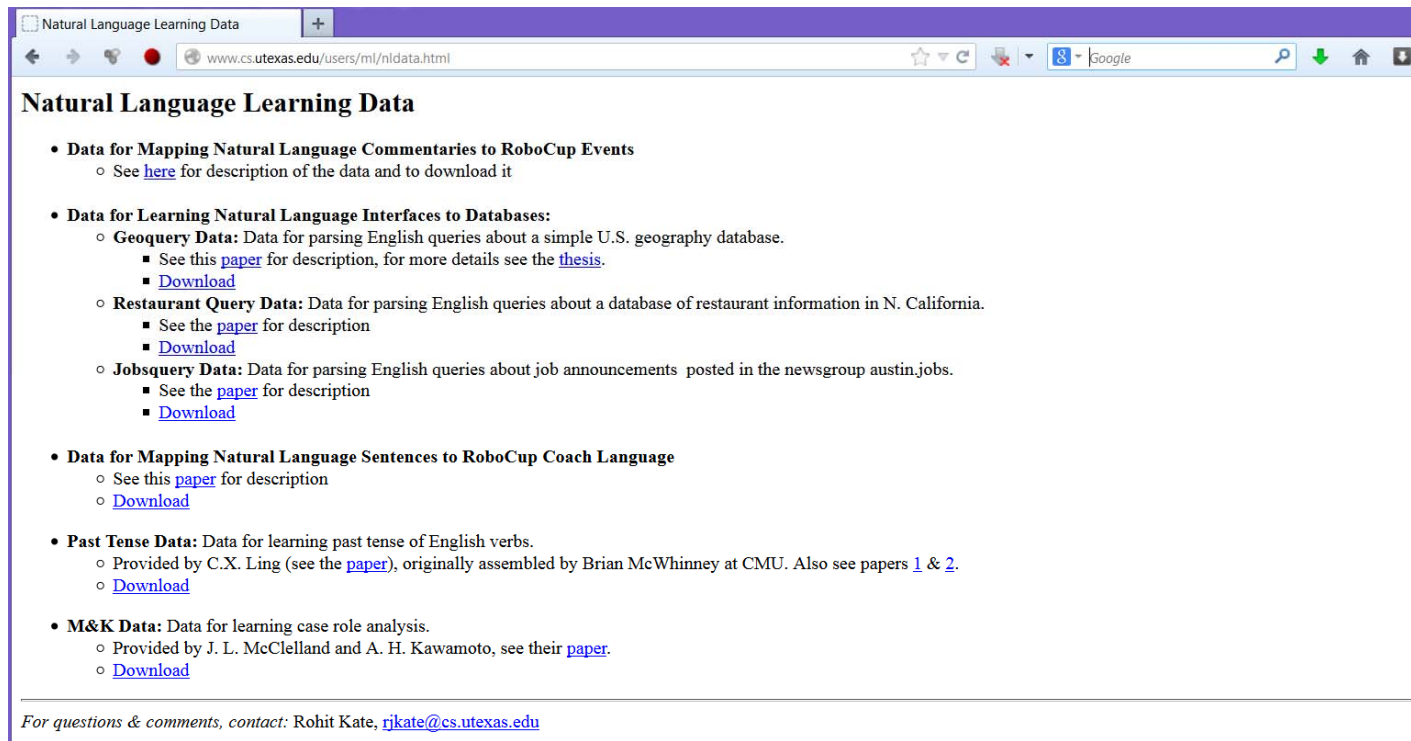 Natural Language Learning Data
www.cs.utexas.edu/users/ml/nldata.html
Google
Natural Language Learning Data
Data for Mapping Natural Language Commentaries to RoboCup Events
See here for description of the data and to download it
Data for Learning Natural Language Interfaces to Databases:
Geoquery Data: Data for parsing English queries about a simple U.S. geography database.
See this paper for description, for more details see the thesis.
Download
Restaurant Query Data: Data for parsing English queries about a database of restaurant information in N. California.
See the paper for description
Download
Jobsquery Data: Data for parsing English queries about job announcements posted in the newsgroup austin.jobs.
See the paper for description
Download
Data for Mapping Natural Language Sentences to RoboCup Coach Language
See this paper for description
Download
Past Tense Data: Data for learning past tense of English verbs.
Provided by C.X. Ling (see the paper), originally assembled by Brian McWhinney at CMU. Also see papers 1 & 2.
Download
M&K Data: Data for learning case role analysis.
Provided by J. L. McClelland and A. H. Kawamoto, see their paper.
Download
For questions & comments, contact: Rohit Kate, rjkate@cs.utexas.edu